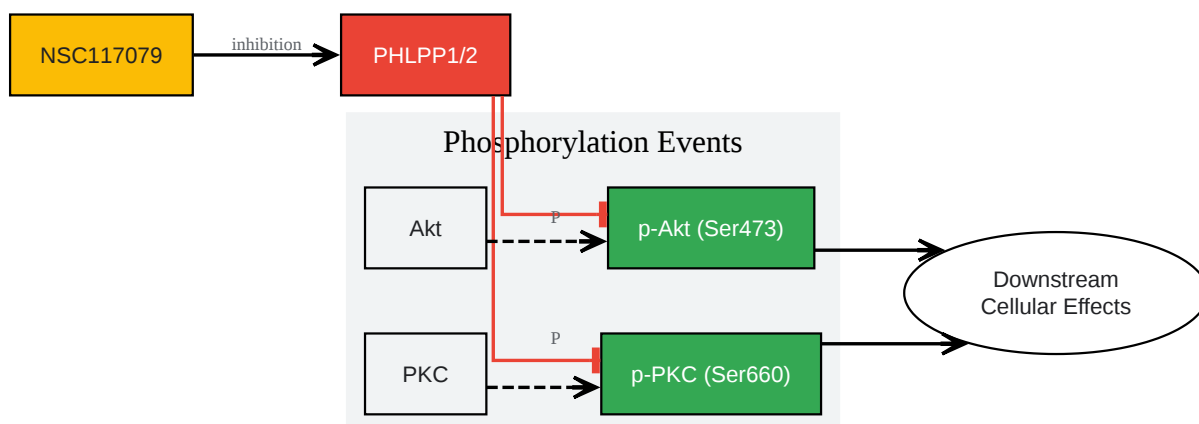 NSC117079
inhibition
PHLPP1/2
Phosphorylation Events
Akt
P
p-Akt (Ser473)
Downstream
Cellular Effects
PKC
P
p-PKC (Ser660)